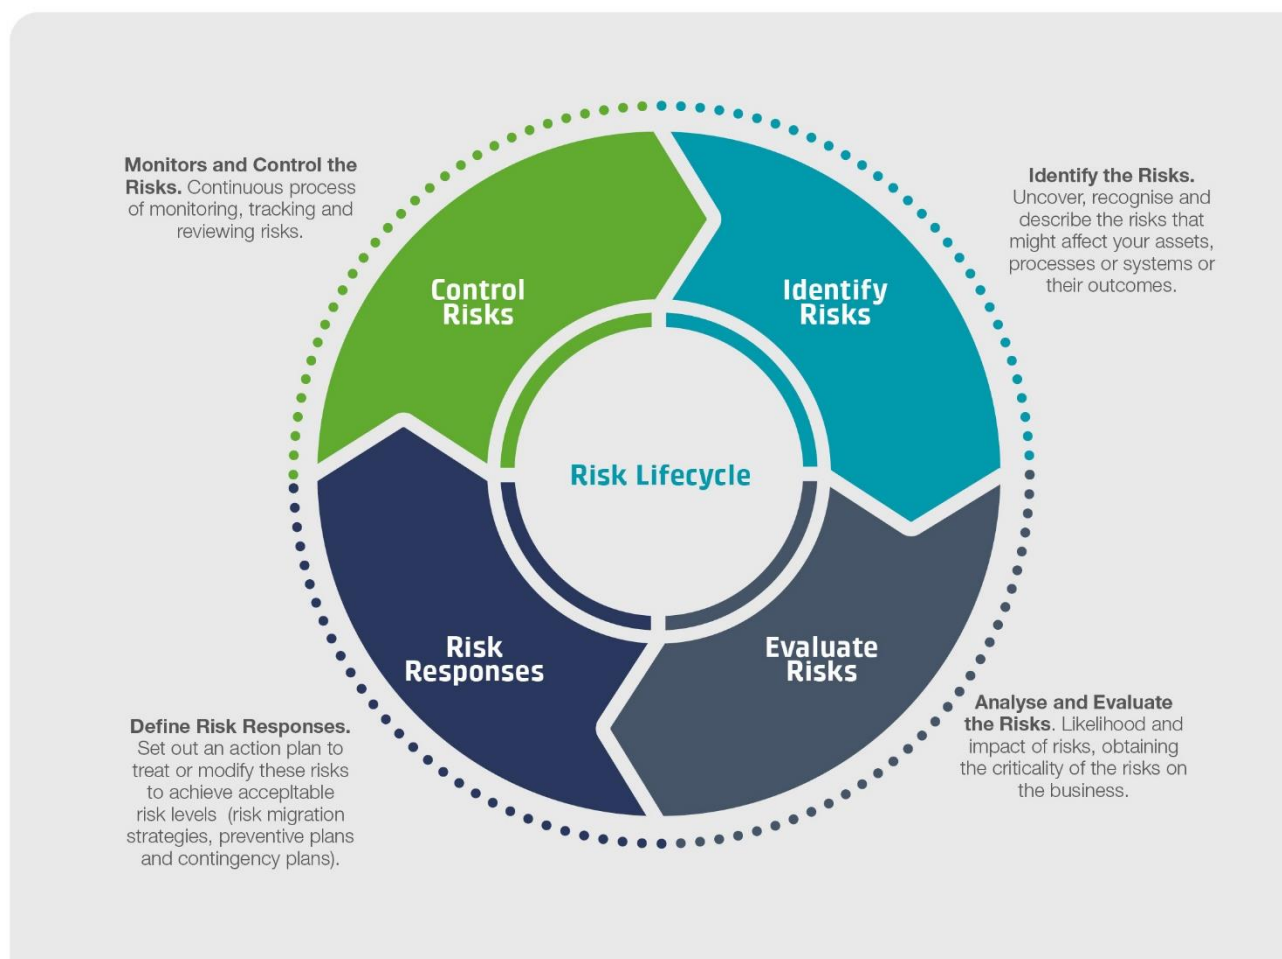 Monitors and Control the
Risks. Continuous process
of monitoring, tracking and
reviewing risks.
Identify the Risks.
Uncover, recognise and
describe the risks that
might affect your assets,
processes or systems or
their outcomes.
Control
Risks
Identify
Risks
Risk Lifecycle
Risk
Responses
Evaluate
Risks
Define Risk Responses.
Set out an action plan to
treat or modify these risks
to achieve accepltable
risk levels (risk migration
strategies, preventive plans
and contingency plans).
Analyse and Evaluate
the Risks. Likelihood and
impact of risks, obtaining
the criticality of the risks on
the business.